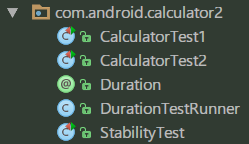 com.android.calculator2
C CalculatorTest1
C CalculatorTest2
@ Duration
C DurationTestRunner
C StabilityTest